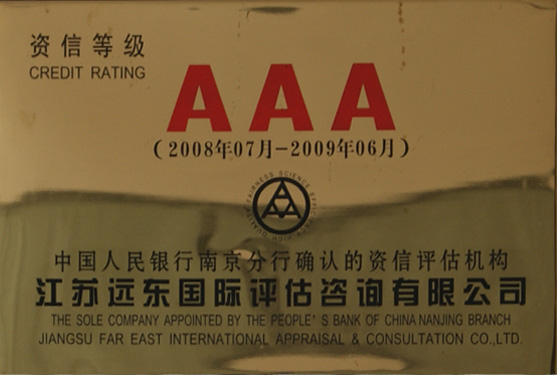 资信等级
CREDIT RATING
AAA
（2008年07月－2009年06月）
中国人民银行南京分行确认的资信评估机构
江苏远东国际评估咨询有限公司
THE SOLE COMPANY APPOINTED BY THE PEOPLE'S BANK OF CHINA NANJING BRANCH
JIANGSU FAR EAST INTERNATIONAL APPRAISAL & CONSULTATION CO.,LTD.